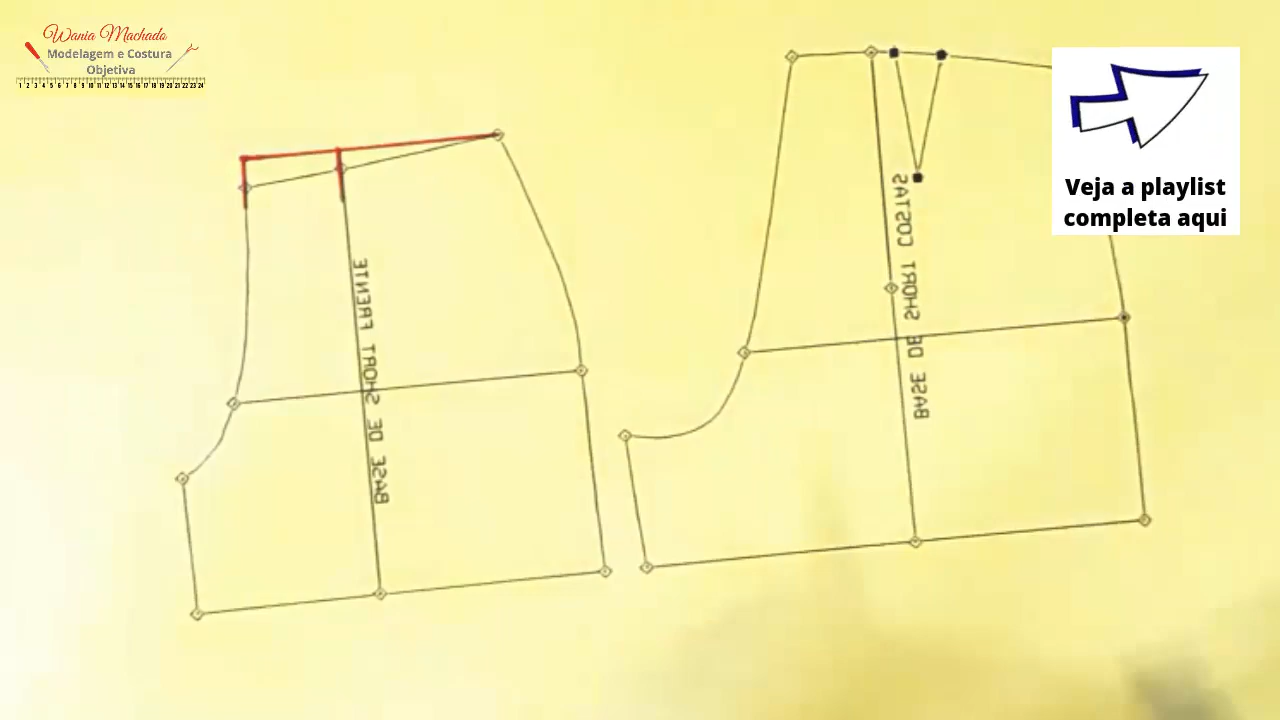 Wania Machado
Modelagem e Costura
Objetiva
1 2 3 4 5 6 7 8 9 10 11 12 13 14 15 16 17 18 19 20 21 22 23 24
BASE DE SHORT FRENTE
BASE DE SHORT COSTAS
Veja a playlist
completa aqui